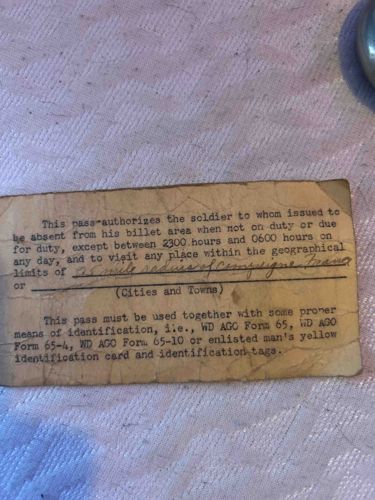 This pass authorizes the soldier to whom issued to
be absent from his billet area when not on duty or due
for duty, except between 2300 hours and 0600 hours on
any day, and to visit any place within the geographical
limits of 25 mile radius of Compiegne France
or
(Cities and Towns)
This pass must be used together with some proper
means of identification, i.e., WD AGO Form 65, WD AGO
Form 65-4, WD AGO Form 65-10 or enlisted man's yellow
identification card and identification tags.